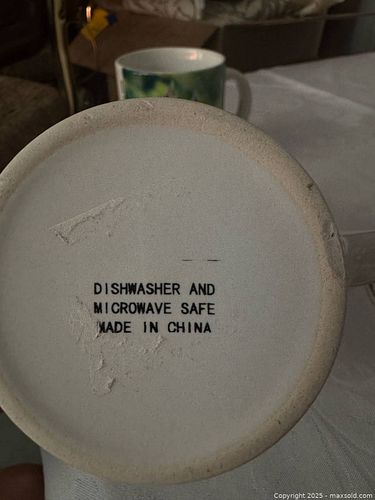 DISHWASHER AND
MICROWAVE SAFE
MADE IN CHINA
Copyright 2025 - maxsold.com